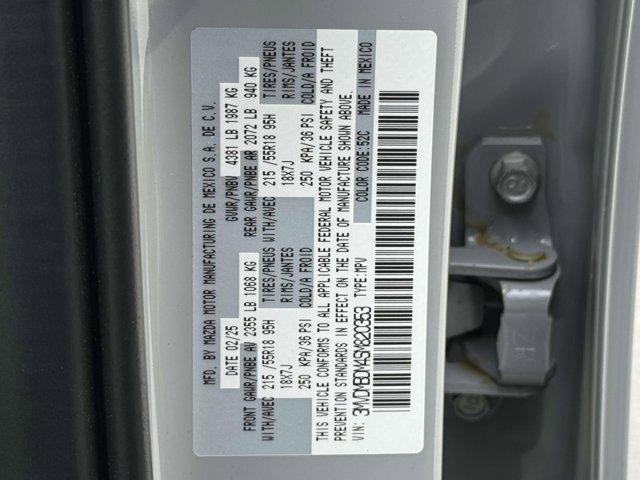 MFD. BY MAZDA MOTOR MANUFACTURING DE MEXICO S.A. DE C.V.
DATE 02/25 GVWR/PNBV 4381 LB 1987 KG
FRONT GAWR/PNBE AV 2355 LB 1068 KG REAR GAWR/PNBE AR 2072 LB 940 KG
WITH/AVEC 215 /55R18 95H TIRES/PNEUS WITH/AVEC 215 /55R18 95H TIRES/PNEUS
18X7J RIMS/JANTES 18X7J RIMS/JANTES
250 KPA/36 PSI COLD/A FROID 250 KPA/36 PSI COLD/A FROID
THIS VEHICLE CONFORMS TO ALL APPLICABLE FEDERAL MOTOR VEHICLE SAFETY AND THEFT
PREVENTION STANDARDS IN EFFECT ON THE DATE OF MANUFACTURE SHOWN ABOVE.
VIN: 3MVDMBDM4SM820353 TYPE:MPV COLOR CODE:52C MADE IN MEXICO